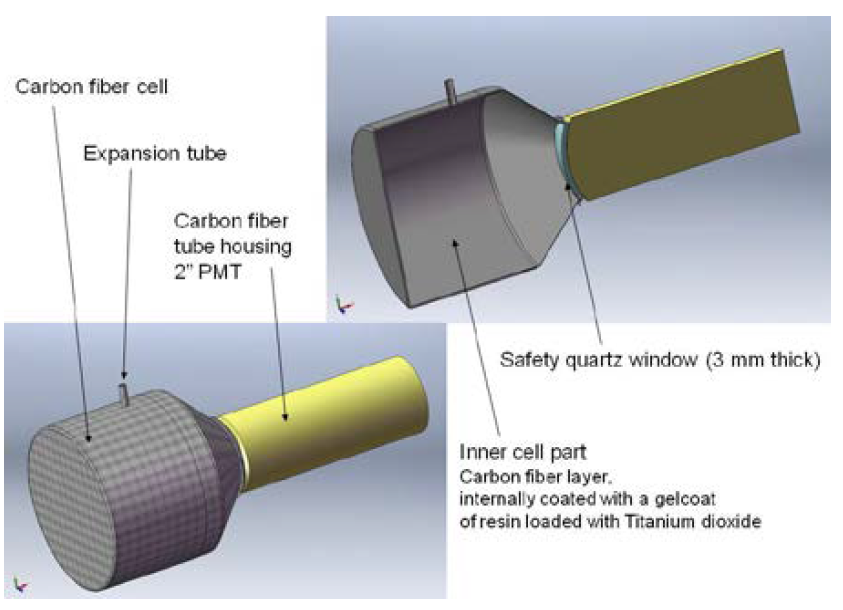 Carbon fiber cell
Expansion tube
Carbon fiber
tube housing
2” PMT
Safety quartz window (3 mm thick)
Inner cell part
Carbon fiber layer,
internally coated with a gelcoat
of resin loaded with Titanium dioxide